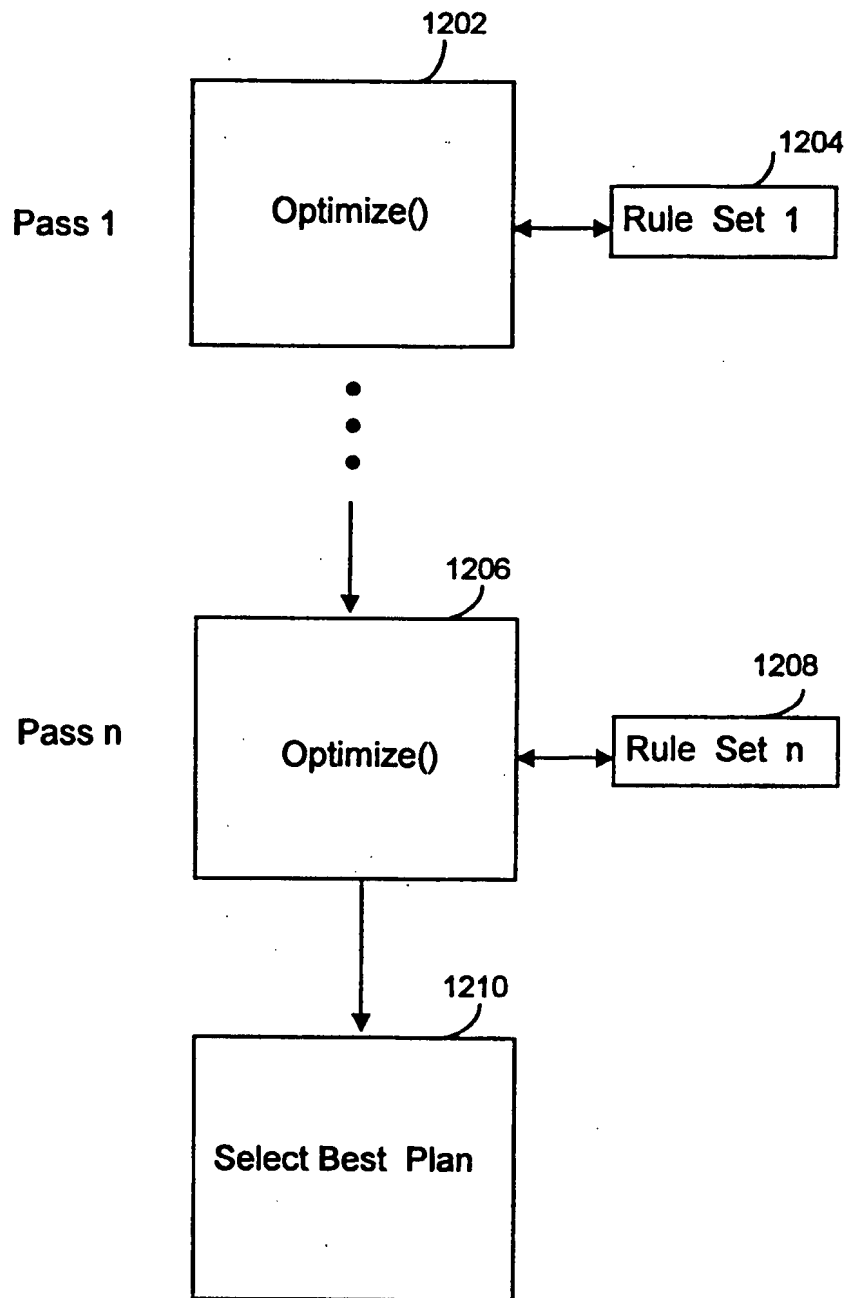 1202
1204
Pass 1
Optimize()
Rule Set 1
1206
1208
Pass n
Optimize()
Rule Set n
1210
Select Best Plan